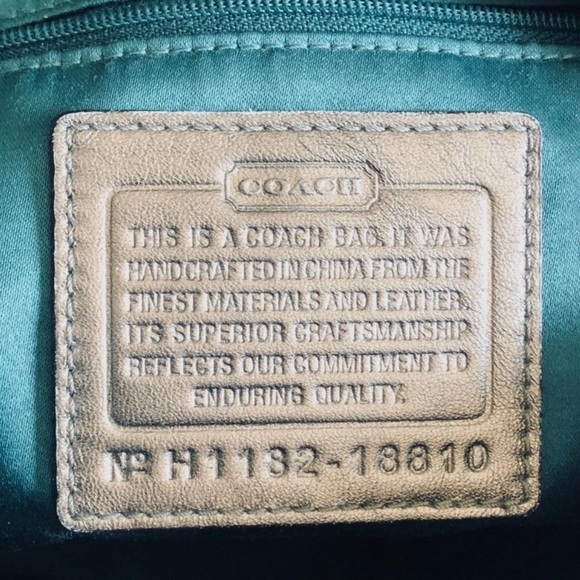 COACH
THIS IS A COACH BAG. IT WAS
HANDCRAFTED IN CHINA FROM THE
FINEST MATERIALS AND LEATHER.
ITS SUPERIOR CRAFTSMANSHIP
REFLECTS OUR COMMITMENT TO
ENDURING QUALITY.
Nº H1182-18810